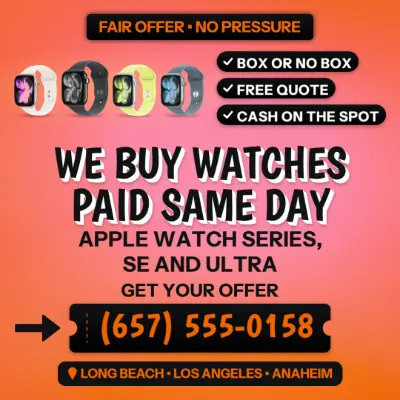 FAIR OFFER • NO PRESSURE
✓ BOX OR NO BOX
✓ FREE QUOTE
✓ CASH ON THE SPOT
WE BUY WATCHES
PAID SAME DAY
APPLE WATCH SERIES,
SE AND ULTRA
GET YOUR OFFER
(657) 555-0158
LONG BEACH • LOS ANGELES • ANAHEIM